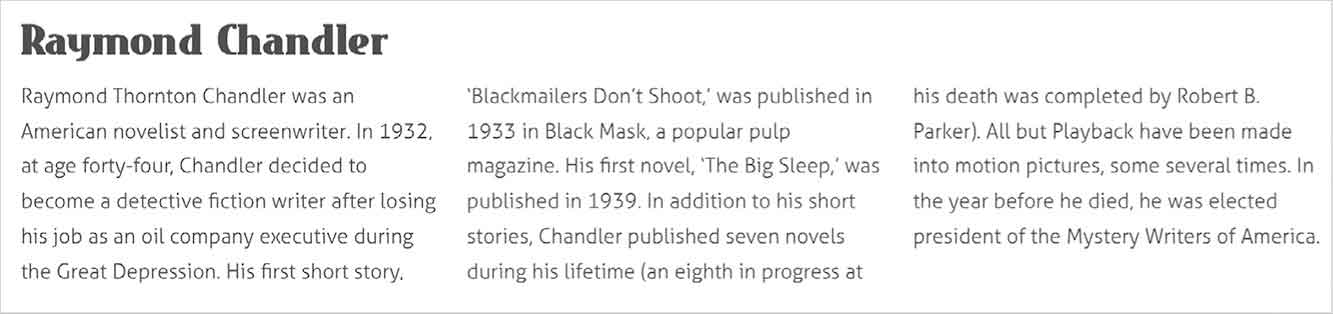 Raymond Chandler
Raymond Thornton Chandler was an
American novelist and screenwriter. In 1932,
at age forty-four, Chandler decided to
become a detective fiction writer after losing
his job as an oil company executive during
the Great Depression. His first short story,
‘Blackmailers Don’t Shoot,’ was published in
1933 in Black Mask, a popular pulp
magazine. His first novel, ‘The Big Sleep,’ was
published in 1939. In addition to his short
stories, Chandler published seven novels
during his lifetime (an eighth in progress at
his death was completed by Robert B.
Parker). All but Playback have been made
into motion pictures, some several times. In
the year before he died, he was elected
president of the Mystery Writers of America.